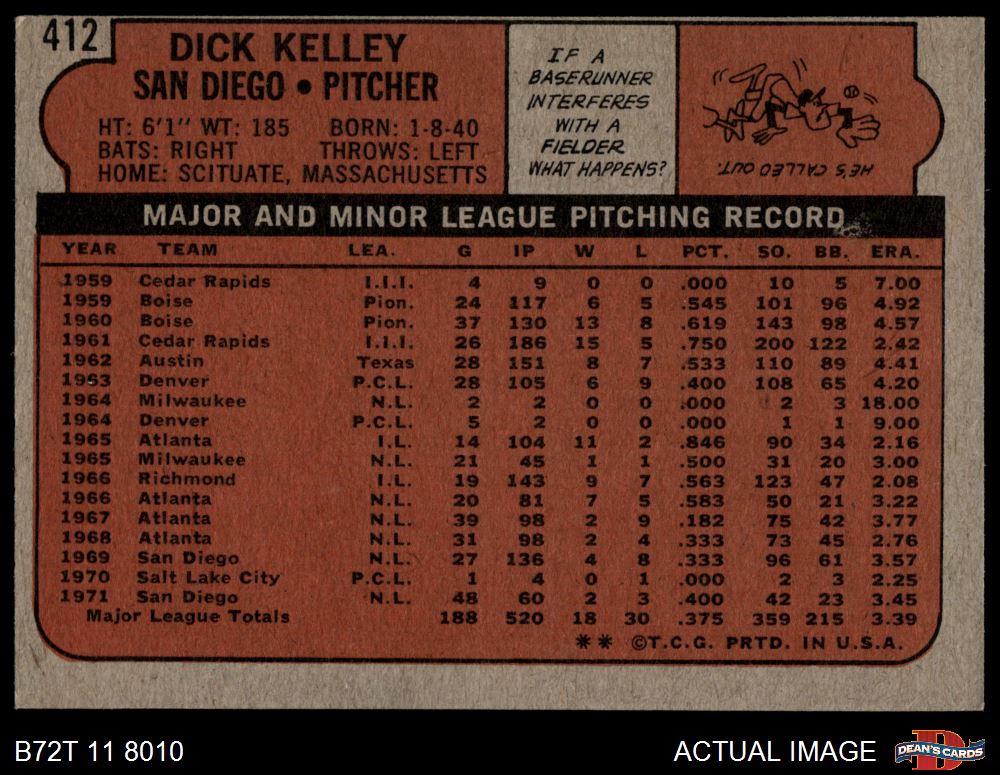 412
DICK KELLEY
SAN DIEGO • PITCHER
HT: 6'1" WT: 185 BORN: 1-8-40
BATS: RIGHT THROWS: LEFT
HOME: SCITUATE, MASSACHUSETTS
IF A
BASERUNNER
INTERFERES
WITH A
FIELDER
WHAT HAPPENS?
HE'S CALLED OUT.
MAJOR AND MINOR LEAGUE PITCHING RECORD
YEAR TEAM LEA. G IP W L PCT. SO. BB. ERA.
1959 Cedar Rapids I.I.I. 4 9 0 0 .000 10 5 7.00
1959 Boise Pion. 24 117 6 5 .545 101 96 4.92
1960 Boise Pion. 37 130 13 8 .619 143 98 4.57
1961 Cedar Rapids I.I.I. 26 186 15 5 .750 200 122 2.42
1962 Austin Texas 28 151 8 7 .533 110 89 4.41
1963 Denver P.C.L. 28 105 6 9 .400 108 65 4.20
1964 Milwaukee N.L. 2 2 0 0 .000 2 3 18.00
1964 Denver P.C.L. 5 2 0 0 .000 1 1 9.00
1965 Atlanta I.L. 14 104 11 2 .846 90 34 2.16
1965 Milwaukee N.L. 21 45 1 1 .500 31 20 3.00
1966 Richmond I.L. 19 143 9 7 .563 123 47 2.08
1966 Atlanta N.L. 20 81 7 5 .583 50 21 3.22
1967 Atlanta N.L. 39 98 2 9 .182 75 42 3.77
1968 Atlanta N.L. 31 98 2 4 .333 73 45 2.76
1969 San Diego N.L. 27 136 4 8 .333 96 61 3.57
1970 Salt Lake City P.C.L. 1 4 0 1 .000 2 3 2.25
1971 San Diego N.L. 48 60 2 3 .400 42 23 3.45
Major League Totals 188 520 18 30 .375 359 215 3.39
** ©T.C.G. PRTD. IN U.S.A.
B72T 11 8010
ACTUAL IMAGE
DEAN'S CARDS